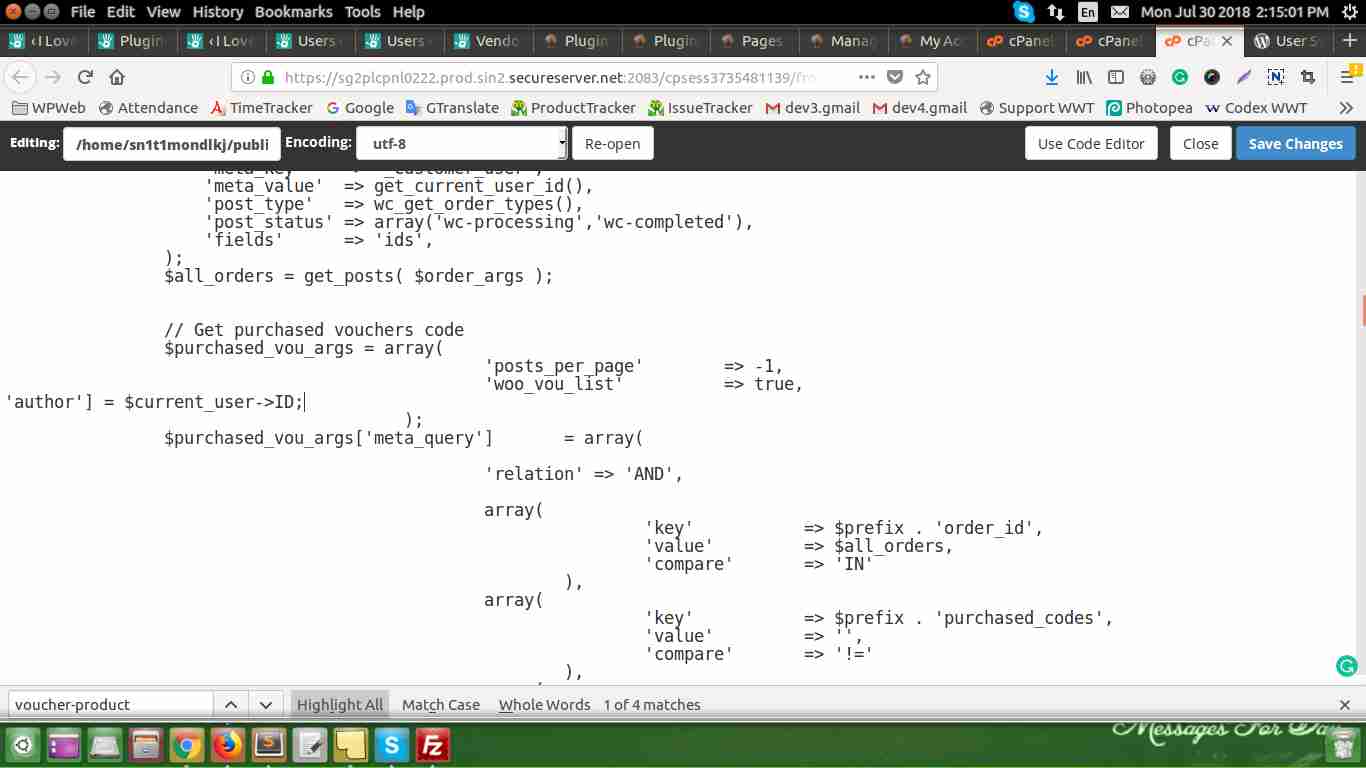 File Edit View History Bookmarks Tools Help
En Mon Jul 30 2018 2:15:01 PM
‹ I Lov Plugin ‹ I Lov Users Users Vendo Plugin Plugin Pages Manag My Ac cPanel cPanel cPa User S
https://sg2plcpnl0222.prod.sin2.secureserver.net:2083/cpsess3735481139/fr
WPWeb Attendance TimeTracker Google GTranslate ProductTracker IssueTracker dev3.gmail dev4.gmail Support WWT Photopea Codex WWT
Editing: /home/sn1t1mondlkj/publi Encoding: utf-8 Re-open Use Code Editor Close Save Changes
'meta_value' => get_current_user_id(),
'post_type' => wc_get_order_types(),
'post_status' => array('wc-processing','wc-completed'),
'fields' => 'ids',
);
$all_orders = get_posts( $order_args );
// Get purchased vouchers code
$purchased_vou_args = array(
'posts_per_page' => -1,
'woo_vou_list' => true,
'author'] = $current_user->ID;
);
$purchased_vou_args['meta_query'] = array(
'relation' => 'AND',
array(
'key' => $prefix . 'order_id',
'value' => $all_orders,
'compare' => 'IN'
),
array(
'key' => $prefix . 'purchased_codes',
'value' => '',
'compare' => '!='
),
voucher-product Highlight All Match Case Whole Words 1 of 4 matches
Messages For Day